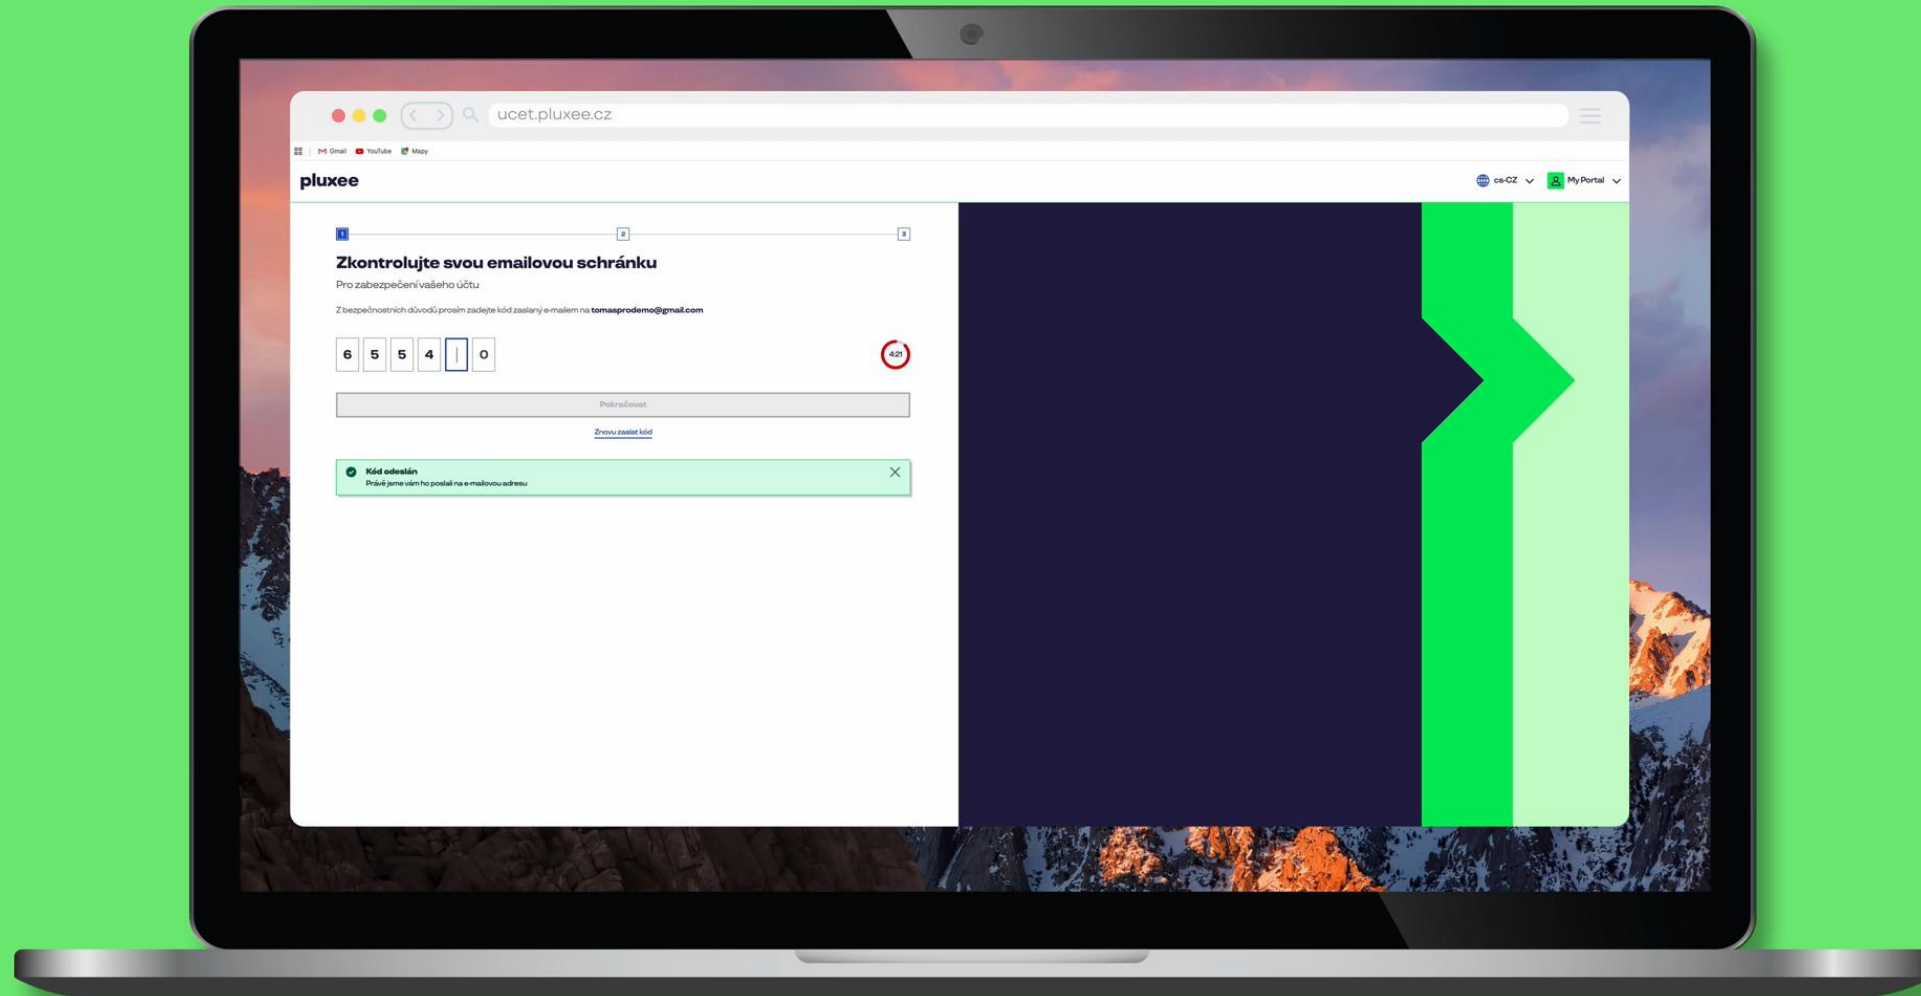 ucet.pluxee.cz
Gmail YouTube Mapy
pluxee
cs-CZ My Portal
1 2 3
Zkontrolujte svou emailovou schránku
Pro zabezpečení vašeho účtu
Z bezpečnostních důvodů prosím zadejte kód zaslaný e-mailem na tomasprodemo@gmail.com
6 5 5 4 0
4:21
Pokračovat
Znovu zaslat kód
Kód odeslán
Právě jsme vám ho poslali na e-mailovou adresu